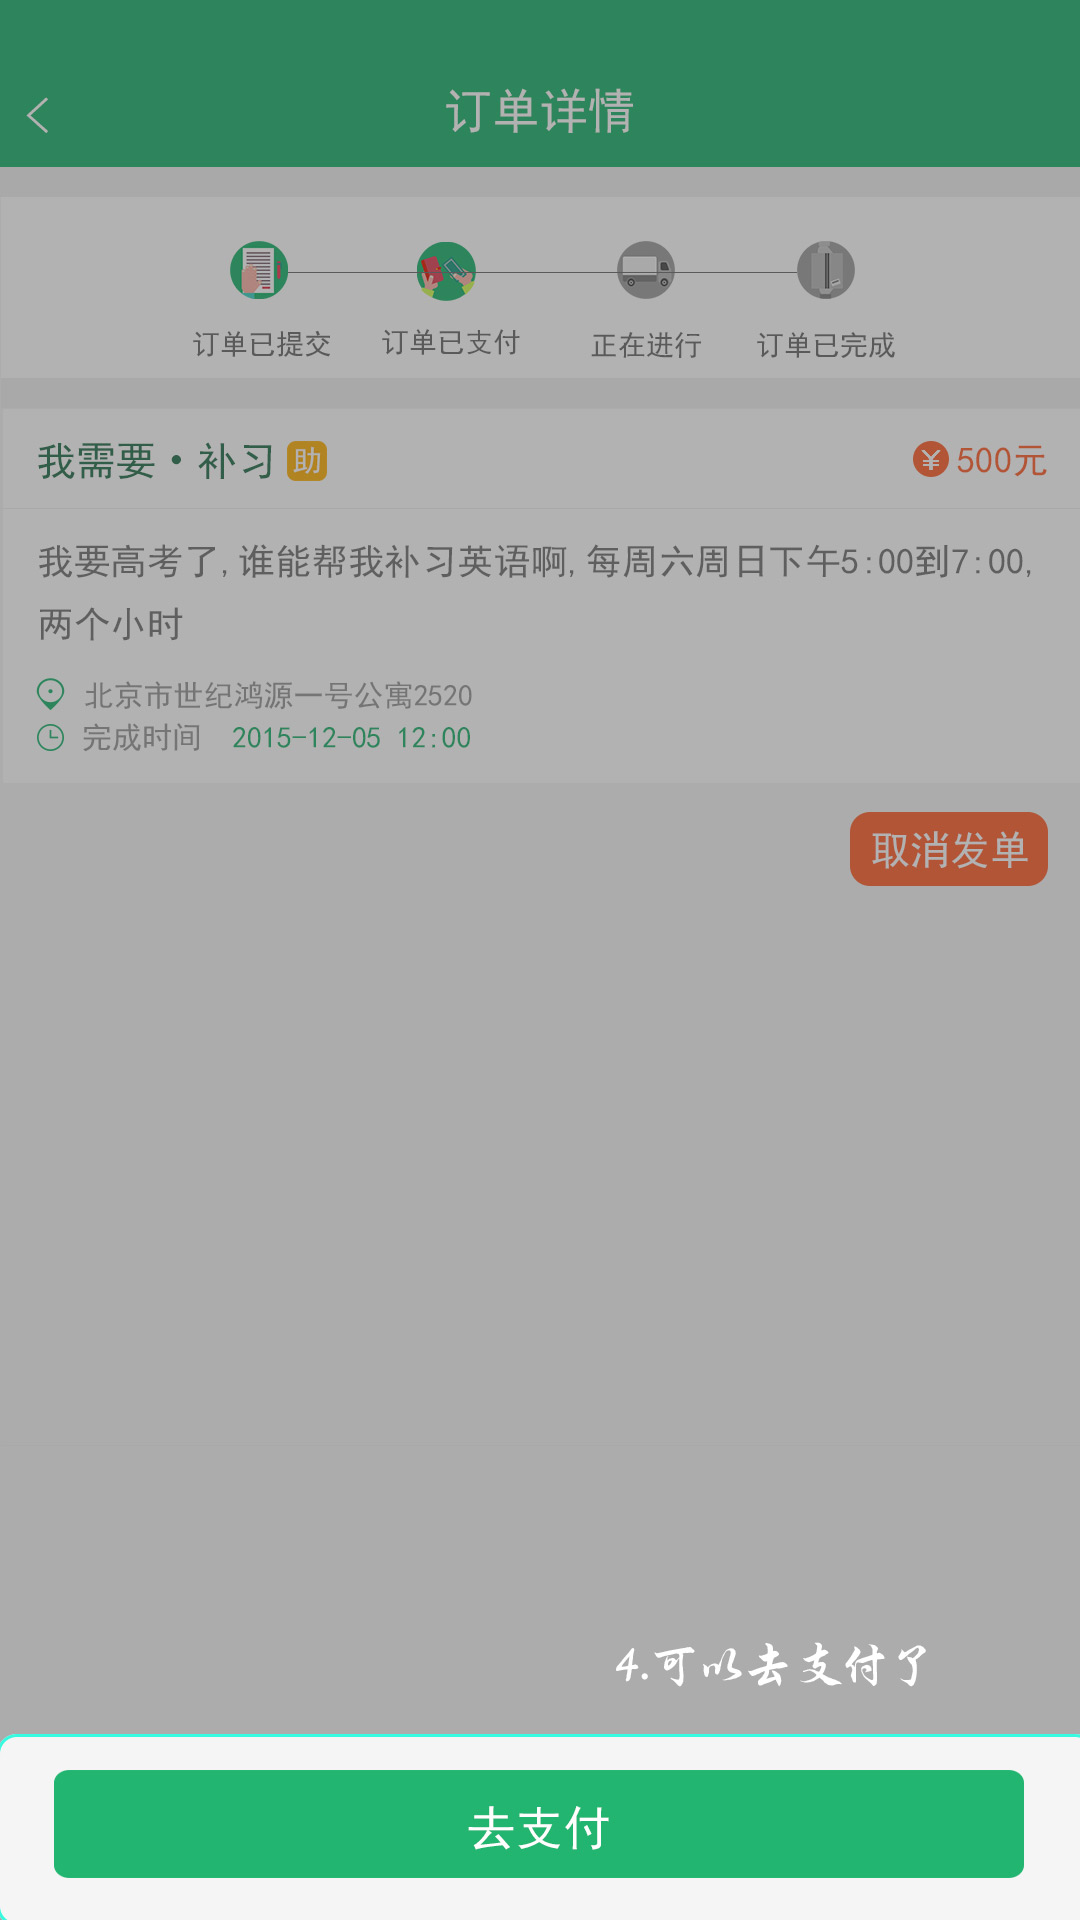 订单详情
订单已提交 订单已支付 正在进行 订单已完成
我需要·补习 助 ¥ 500元
我要高考了,谁能帮我补习英语啊,每周六周日下午5:00到7:00,
两个小时
北京市世纪鸿源一号公寓2520
完成时间 2015-12-05 12:00
取消发单
4.可以去支付了
去支付